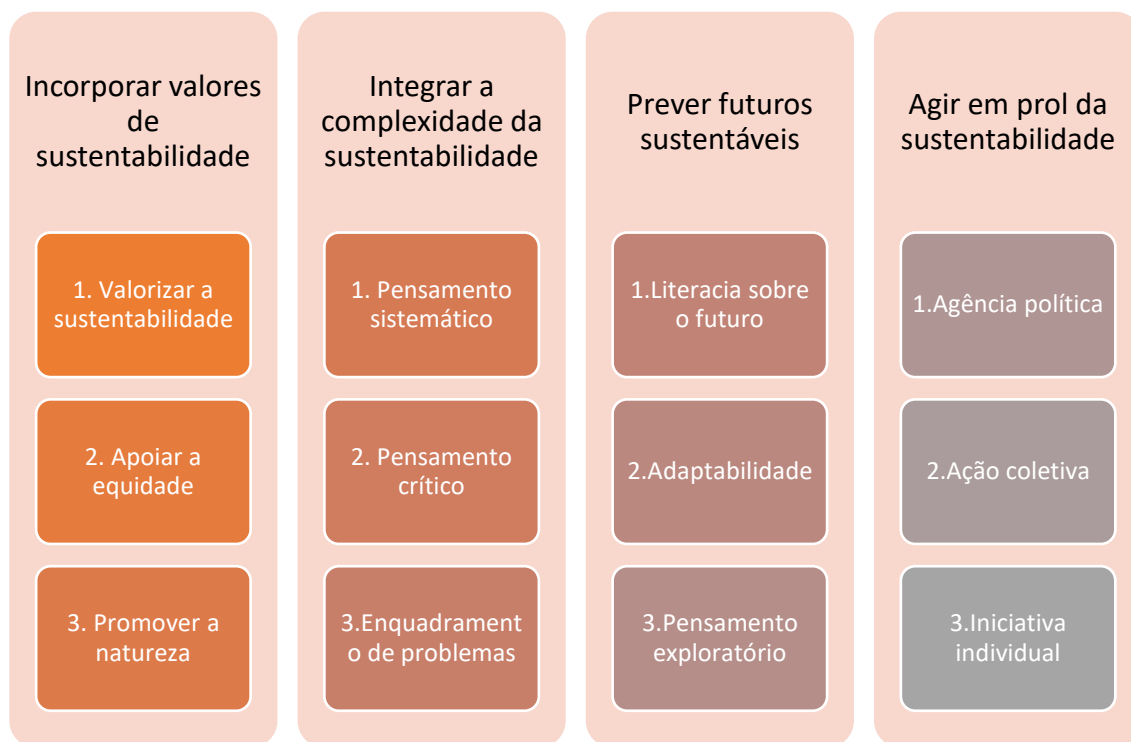 Incorporar valores
de
sustentabilidade
1. Valorizar a
sustentabilidade
2. Apoiar a
equidade
3. Promover a
natureza
Integrar a
complexidade da
sustentabilidade
1. Pensamento
sistemático
2. Pensamento
crítico
3.Enquadrament
o de problemas
Prever futuros
sustentáveis
1.Literacia sobre
o futuro
2.Adaptabilidade
3.Pensamento
exploratório
Agir em prol da
sustentabilidade
1.Agência política
2.Ação coletiva
3.Iniciativa
individual